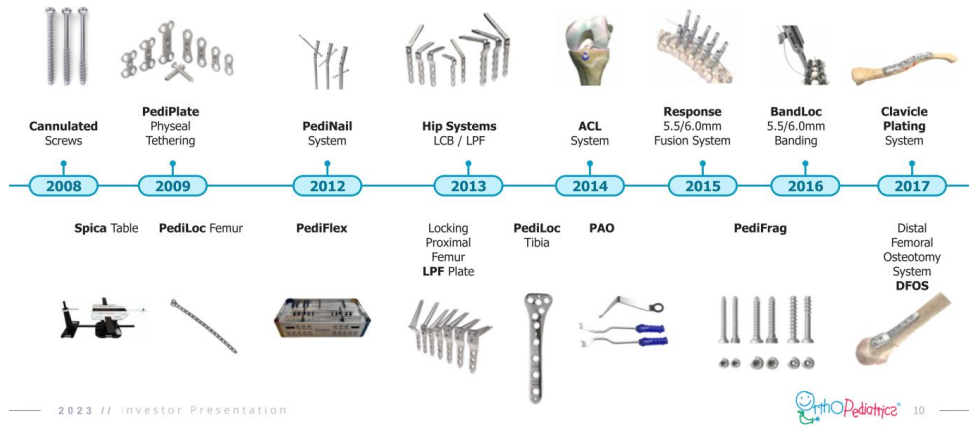 Cannulated
Screws
PediPlate
Physeal
Tethering
PediNail
System
Hip Systems
LCB / LPF
ACL
System
Response
5.5/6.0mm
Fusion System
BandLoc
5.5/6.0mm
Banding
Clavicle
Plating
System
2008
2009
2012
2013
2014
2015
2016
2017
Spica Table
PediLoc Femur
PediFlex
Locking
Proximal
Femur
LPF Plate
PediLoc
Tibia
PAO
PediFrag
Distal
Femoral
Osteotomy
System
DFOS
2023 // Investor Presentation
OrthoPediatrics®
10